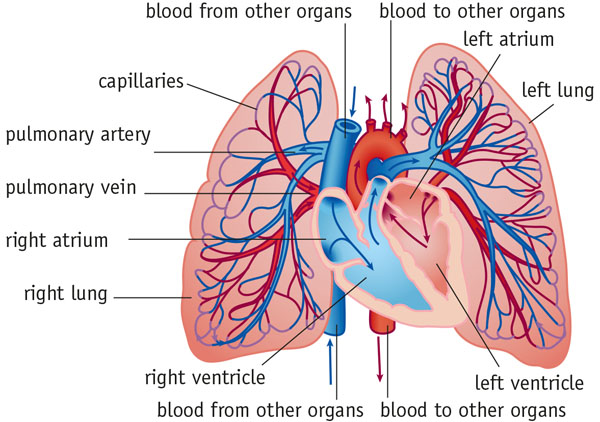 blood from other organs
blood to other organs
left atrium
capillaries
left lung
pulmonary artery
pulmonary vein
right atrium
right lung
right ventricle
left ventricle
blood from other organs
blood to other organs